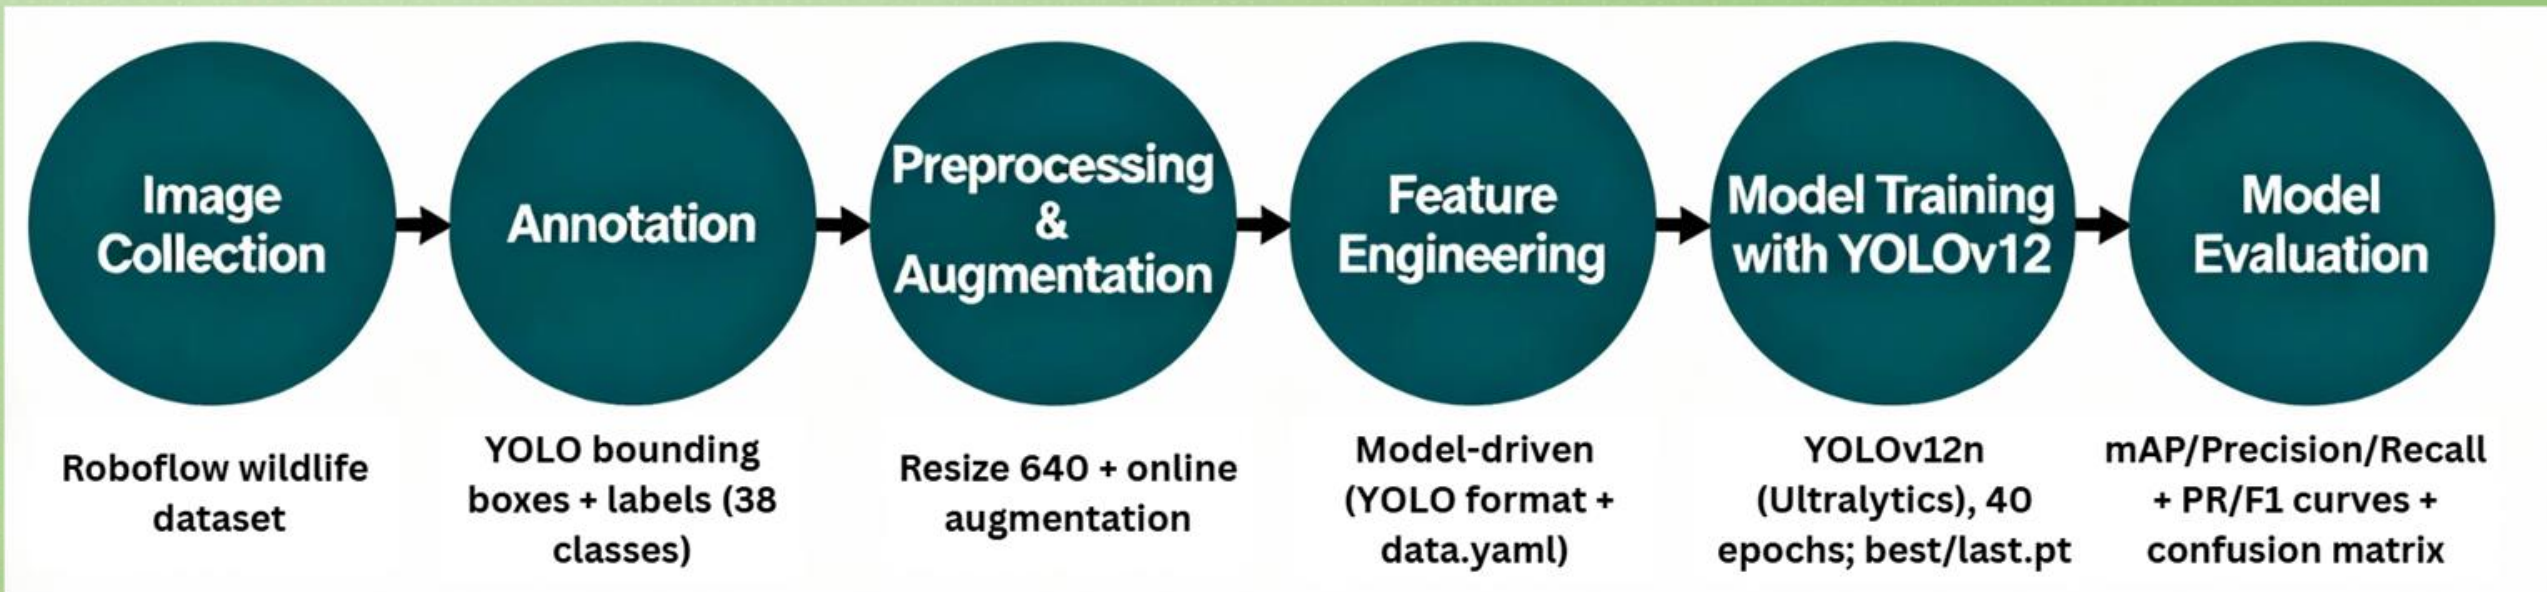 Image
Collection
Annotation
Preprocessing
&
Augmentation
Feature
Engineering
Model Training
with YOLOv12
Model
Evaluation
Roboflow wildlife
dataset
YOLO bounding
boxes + labels (38
classes)
Resize 640 + online
augmentation
Model-driven
(YOLO format +
data.yaml)
YOLOv12n
(Ultralytics), 40
epochs; best/last.pt
mAP/Precision/Recall
+ PR/F1 curves +
confusion matrix